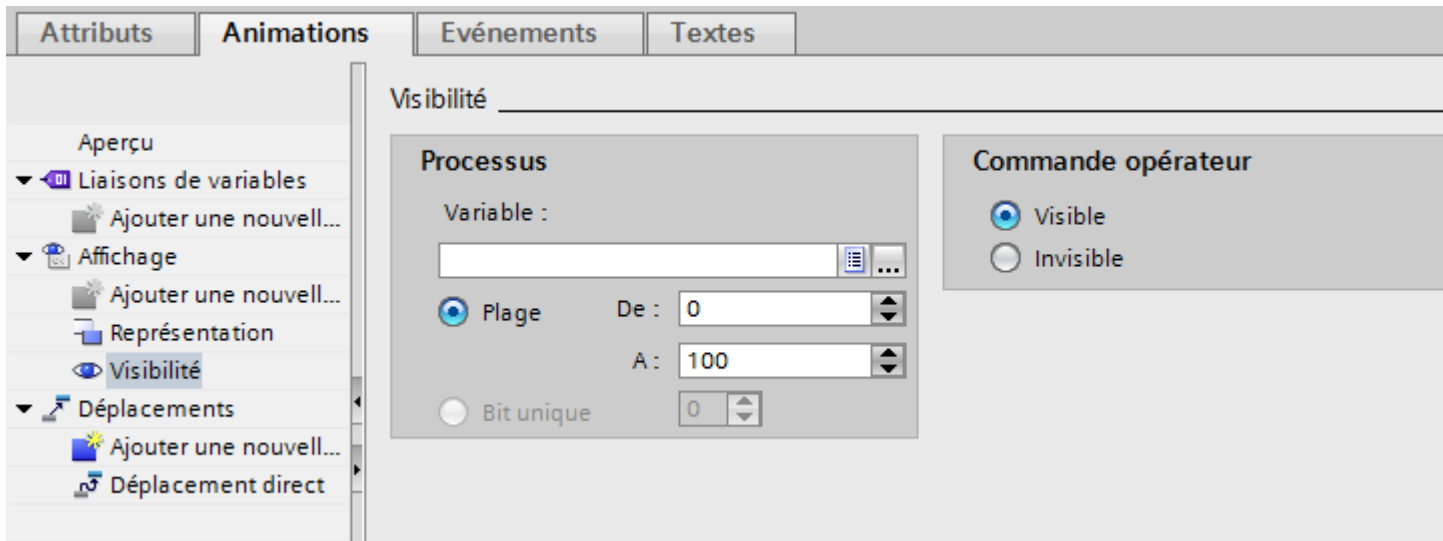 Attributs Animations Evénements Textes
Visibilité
Aperçu
Liaisons de variables
Ajouter une nouvell...
Affichage
Ajouter une nouvell...
Représentation
Visibilité
Déplacements
Ajouter une nouvell...
Déplacement direct
Processus
Variable :
...
Plage De : 0
A : 100
Bit unique 0
Commande opérateur
Visible
Invisible